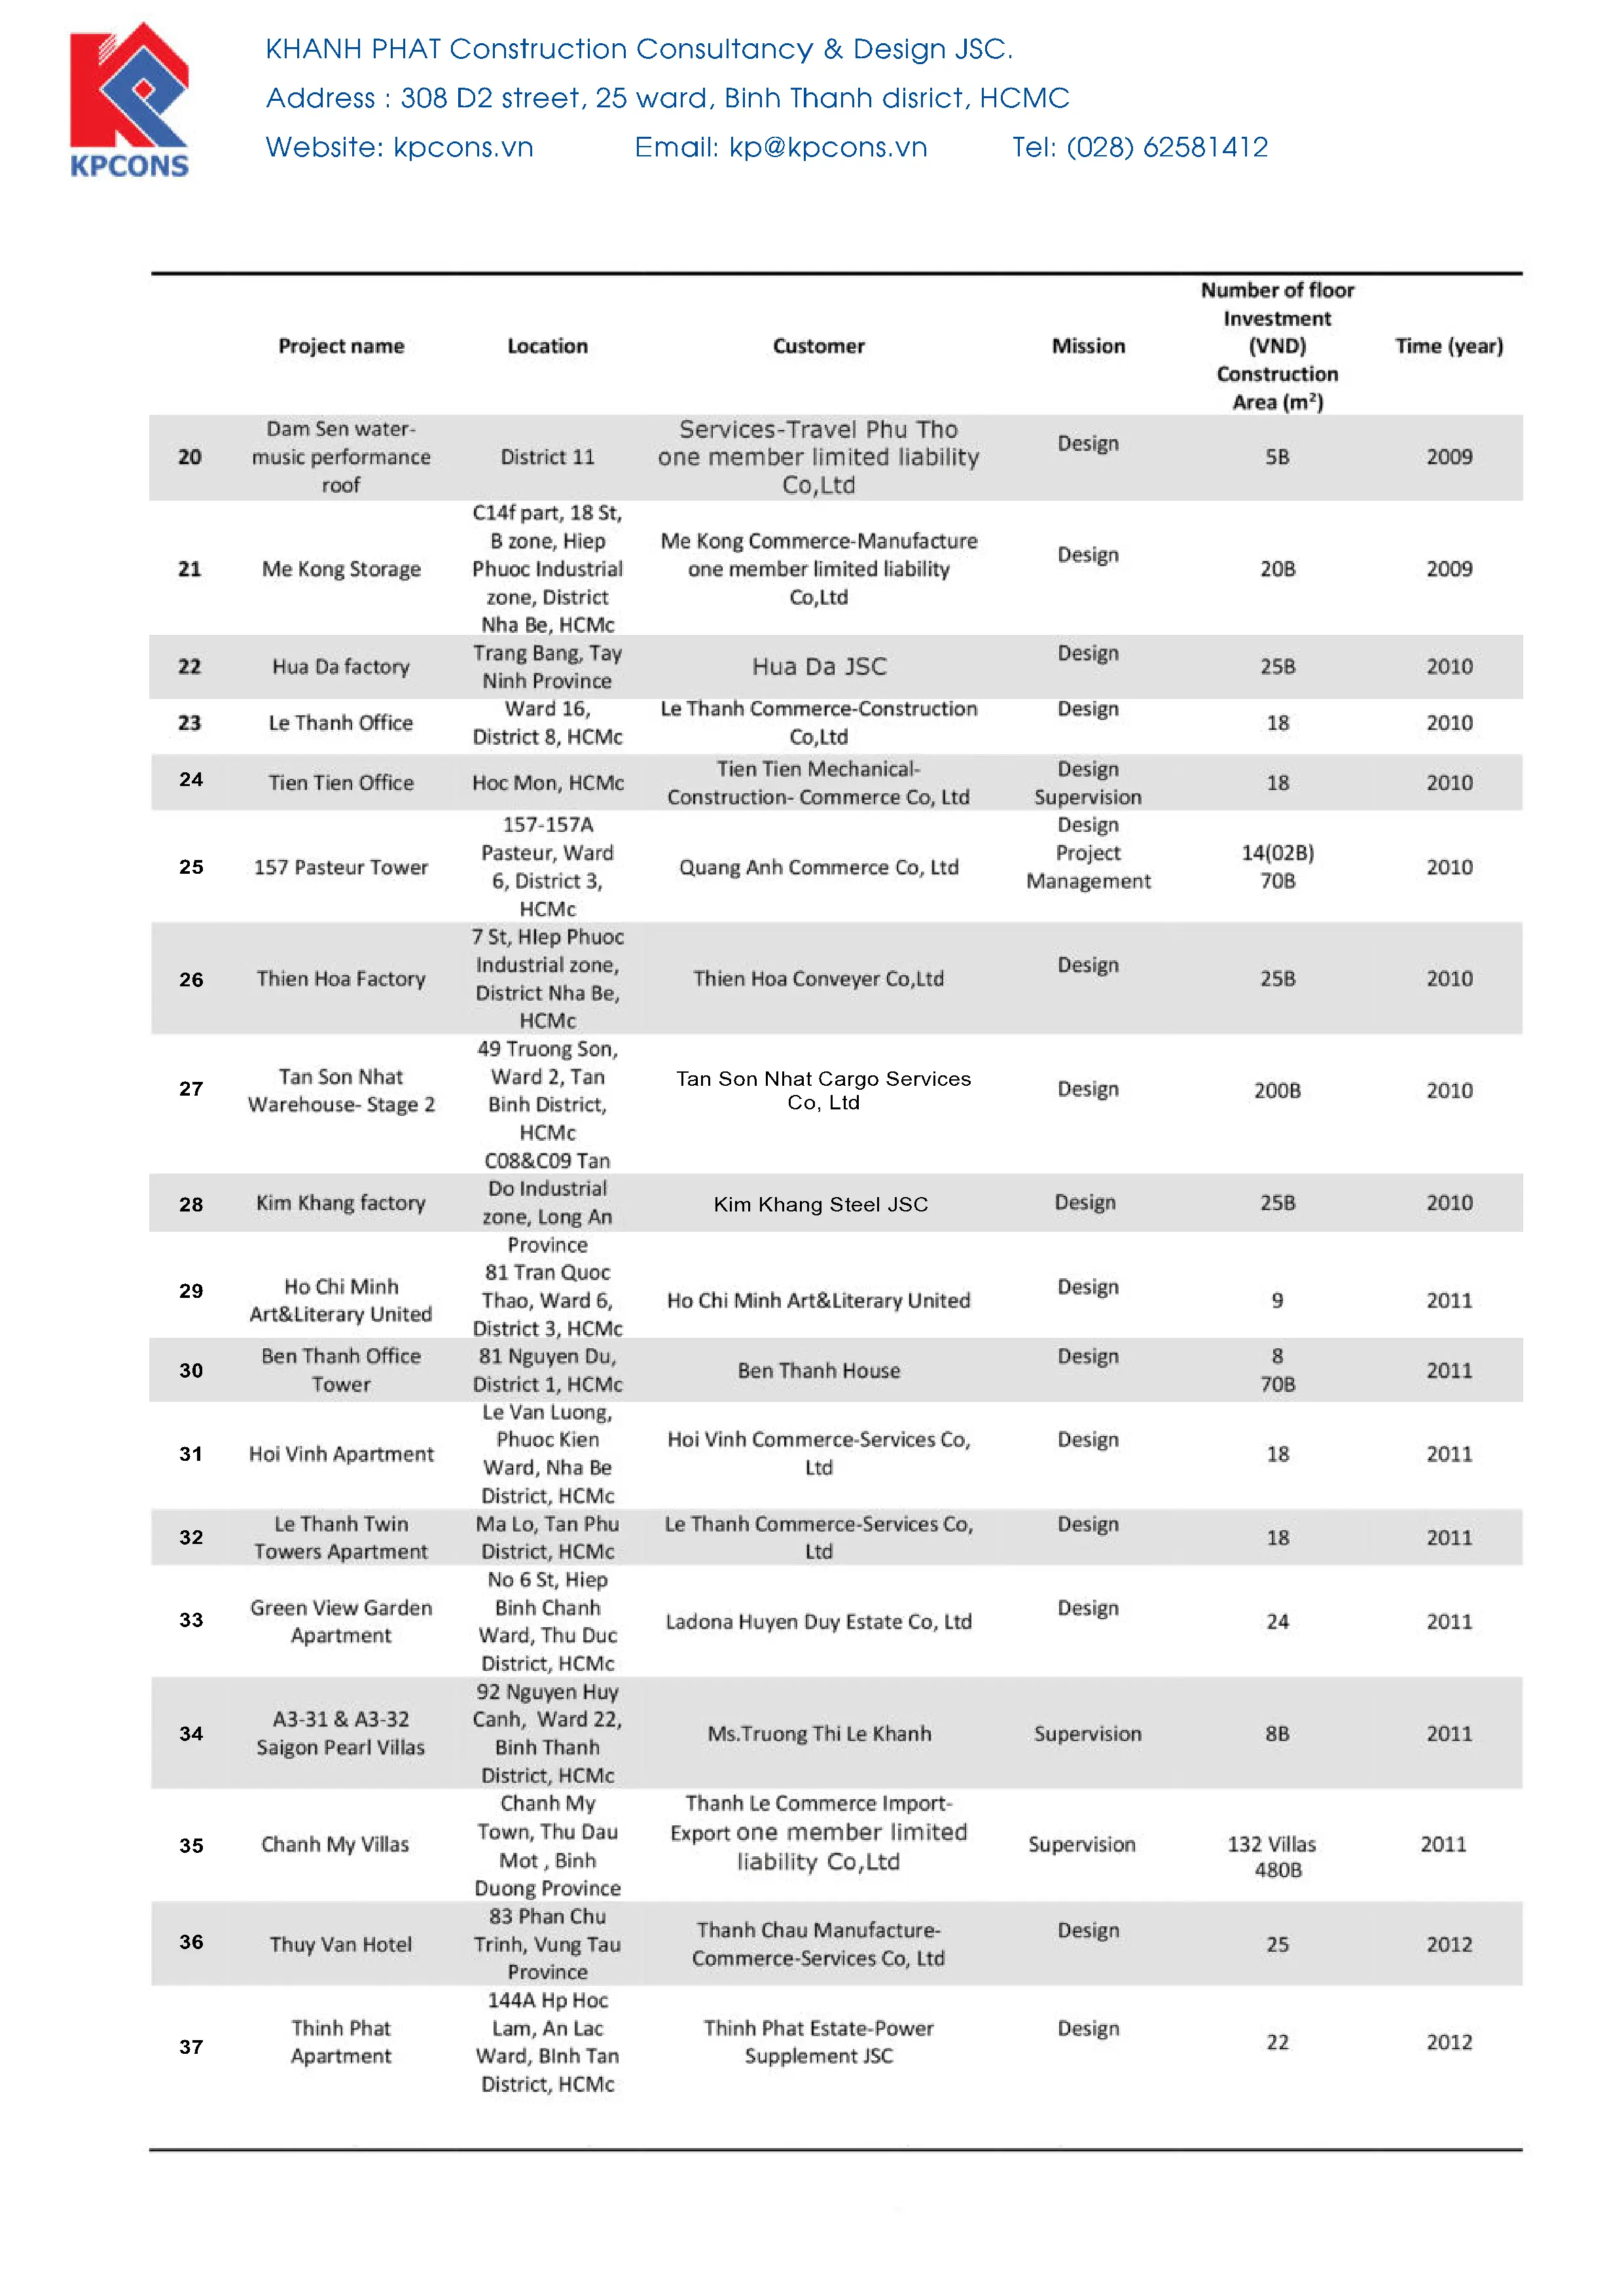 KPCONS
KHANH PHAT Construction Consultancy & Design JSC.
Address : 308 D2 street, 25 ward, Binh Thanh disrict, HCMC
Website: kpcons.vn Email: kp@kpcons.vn Tel: (028) 62581412
Project name
Location
Customer
Mission
Number of floor
Investment
(VND)
Construction
Area (m²)
Time (year)
20
Dam Sen water-
music performance
roof
District 11
Services-Travel Phu Tho
one member limited liability
Co,Ltd
Design
5B
2009
21
Me Kong Storage
C14f part, 18 St,
B zone, Hiep
Phuoc Industrial
zone, District
Nha Be, HCMc
Me Kong Commerce-Manufacture
one member limited liability
Co,Ltd
Design
20B
2009
22
Hua Da factory
Trang Bang, Tay
Ninh Province
Hua Da JSC
Design
25B
2010
23
Le Thanh Office
Ward 16,
District 8, HCMc
Le Thanh Commerce-Construction
Co,Ltd
Design
18
2010
24
Tien Tien Office
Hoc Mon, HCMc
Tien Tien Mechanical-
Construction- Commerce Co, Ltd
Design
Supervision
18
2010
25
157 Pasteur Tower
157-157A
Pasteur, Ward
6, District 3,
HCMc
Quang Anh Commerce Co, Ltd
Design
Project
Management
14(02B)
70B
2010
26
Thien Hoa Factory
7 St, HIep Phuoc
Industrial zone,
District Nha Be,
HCMc
Thien Hoa Conveyer Co,Ltd
Design
25B
2010
27
Tan Son Nhat
Warehouse- Stage 2
49 Truong Son,
Ward 2, Tan
Binh District,
HCMc
Tan Son Nhat Cargo Services
Co, Ltd
Design
200B
2010
28
Kim Khang factory
C08&C09 Tan
Do Industrial
zone, Long An
Province
Kim Khang Steel JSC
Design
25B
2010
29
Ho Chi Minh
Art&Literary United
81 Tran Quoc
Thao, Ward 6,
District 3, HCMc
Ho Chi Minh Art&Literary United
Design
9
2011
30
Ben Thanh Office
Tower
81 Nguyen Du,
District 1, HCMc
Ben Thanh House
Design
8
70B
2011
31
Hoi Vinh Apartment
Le Van Luong,
Phuoc Kien
Ward, Nha Be
District, HCMc
Hoi Vinh Commerce-Services Co,
Ltd
Design
18
2011
32
Le Thanh Twin
Towers Apartment
Ma Lo, Tan Phu
District, HCMc
Le Thanh Commerce-Services Co,
Ltd
Design
18
2011
33
Green View Garden
Apartment
No 6 St, Hiep
Binh Chanh
Ward, Thu Duc
District, HCMc
Ladona Huyen Duy Estate Co, Ltd
Design
24
2011
34
A3-31 & A3-32
Saigon Pearl Villas
92 Nguyen Huy
Canh, Ward 22,
Binh Thanh
District, HCMc
Ms.Truong Thi Le Khanh
Supervision
8B
2011
35
Chanh My Villas
Chanh My
Town, Thu Dau
Mot , Binh
Duong Province
Thanh Le Commerce Import-
Export one member limited
liability Co,Ltd
Supervision
132 Villas
480B
2011
36
Thuy Van Hotel
83 Phan Chu
Trinh, Vung Tau
Province
Thanh Chau Manufacture-
Commerce-Services Co, Ltd
Design
25
2012
37
Thinh Phat
Apartment
144A Hp Hoc
Lam, An Lac
Ward, BInh Tan
District, HCMc
Thinh Phat Estate-Power
Supplement JSC
Design
22
2012